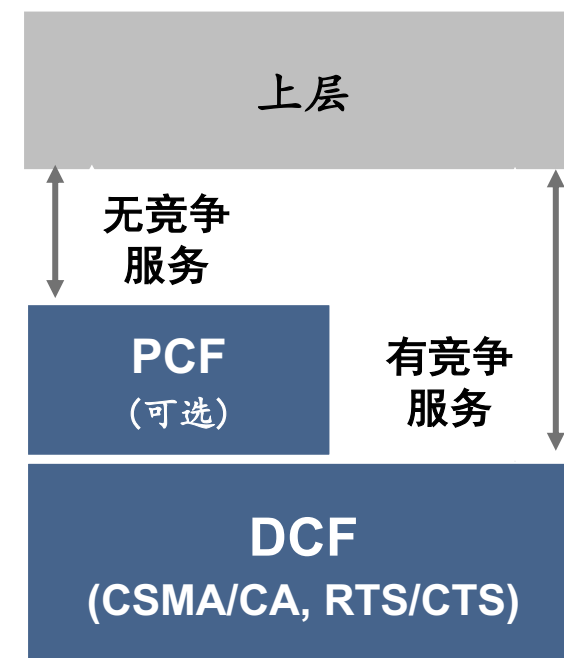 上层
无竞争
服务
PCF
(可选)
有竞争
服务
DCF
(CSMA/CA, RTS/CTS)